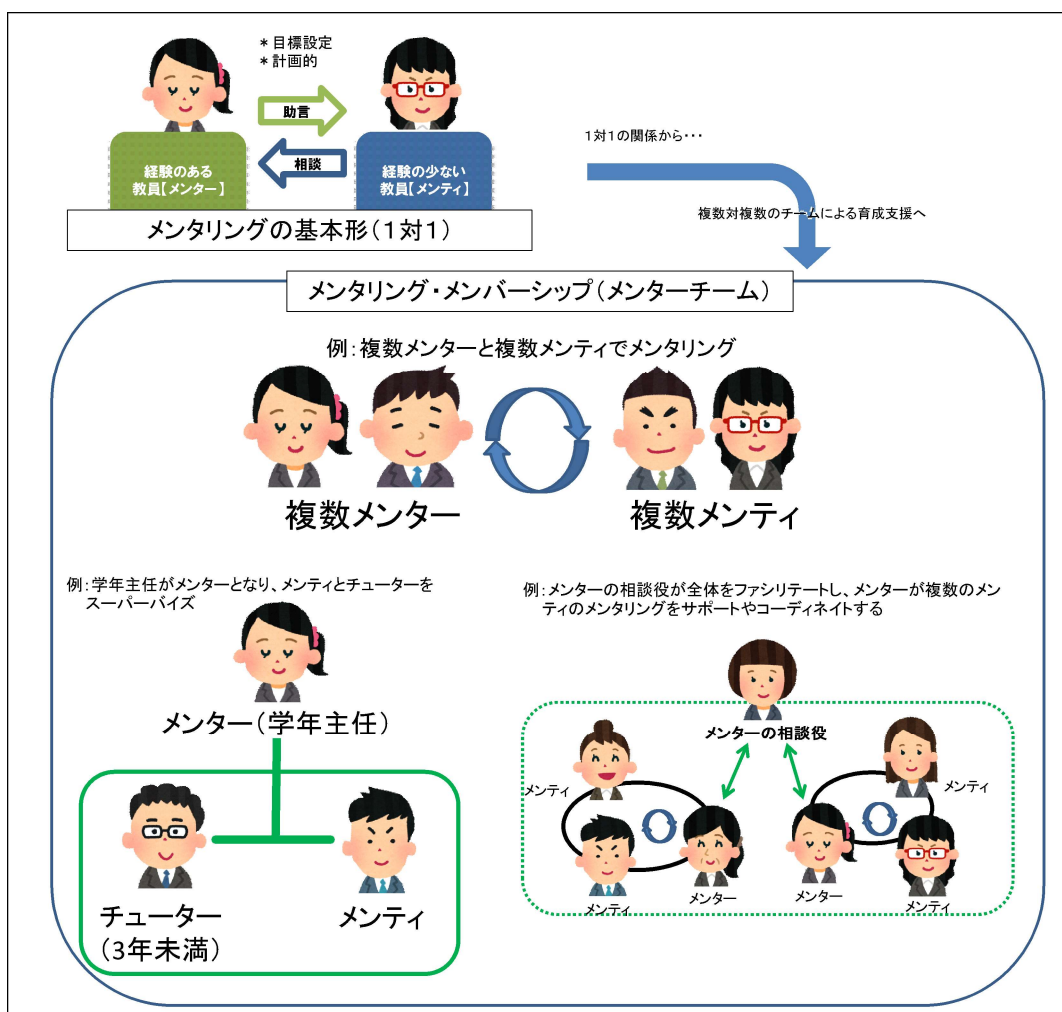 ＊目標設定
＊計画的
助言
相談
経験のある
教員【メンター】
経験の少ない
教員【メンティ】
メンタリングの基本形（１対１）
１対１の関係から・・・
複数対複数のチームによる育成支援へ
メンタリング・メンバーシップ（メンターチーム）
例：複数メンターと複数メンティでメンタリング
複数メンター
複数メンティ
例：学年主任がメンターとなり、メンティとチューターを
スーパーバイズ
メンター（学年主任）
チューター
（3年未満）
メンティ
例：メンターの相談役が全体をファシリテートし、メンターが複数のメン
ティのメンタリングをサポートやコーディネイトする
メンターの相談役
メンティ
メンティ
メンティ
メンター
メンター
メンティ